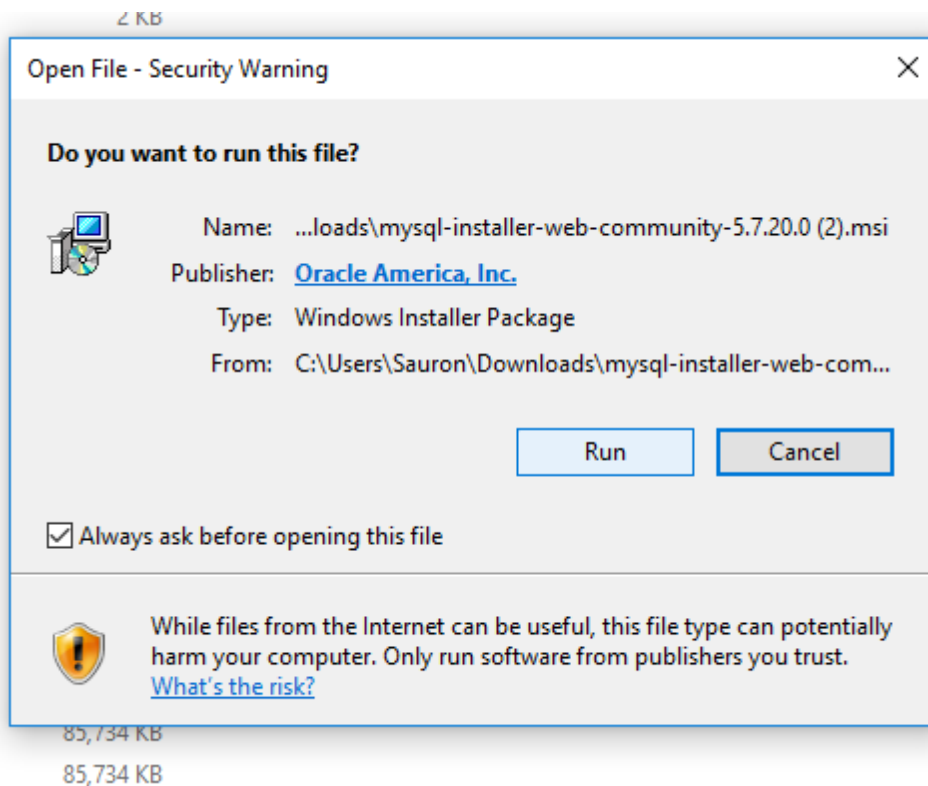 2 KB
Open File - Security Warning
Do you want to run this file?
Name: ...loads\mysql-installer-web-community-5.7.20.0 (2).msi
Publisher: Oracle America, Inc.
Type: Windows Installer Package
From: C:\Users\Sauron\Downloads\mysql-installer-web-com...
Run Cancel
Always ask before opening this file
While files from the Internet can be useful, this file type can potentially
harm your computer. Only run software from publishers you trust.
What's the risk?
85,734 KB
85,734 KB